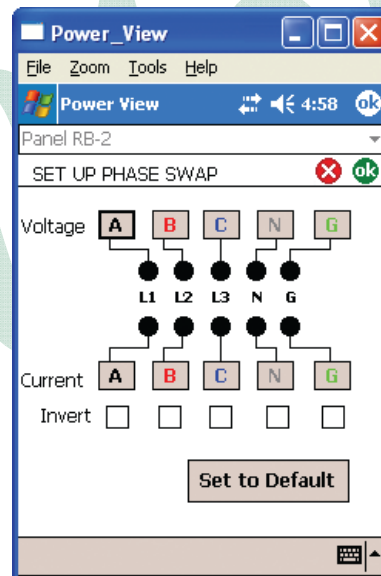 Power_View
File Zoom Tools Help
Power View 4:58 ok
Panel RB-2
SET UP PHASE SWAP ok
Voltage A B C N G
L1 L2 L3 N G
Current A B C N G
Invert
Set to Default